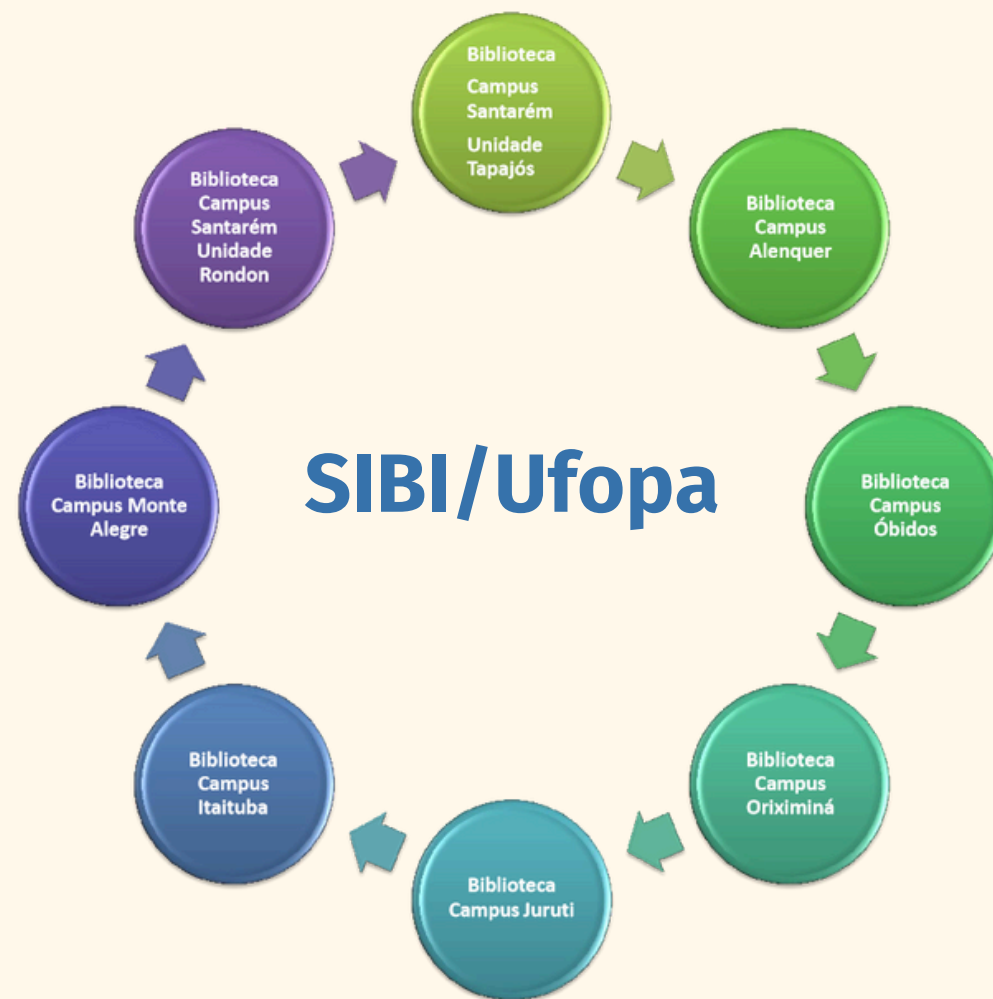 Biblioteca
Campus
Santarém
Unidade
Tapajós
Biblioteca
Campus
Alenquer
Biblioteca
Campus
Óbidos
Biblioteca
Campus
Oriximiná
Biblioteca
Campus Juruti
Biblioteca
Campus
Itaituba
Biblioteca
Campus Monte
Alegre
Biblioteca
Campus
Santarém
Unidade
Rondon
SIBI/Ufopa